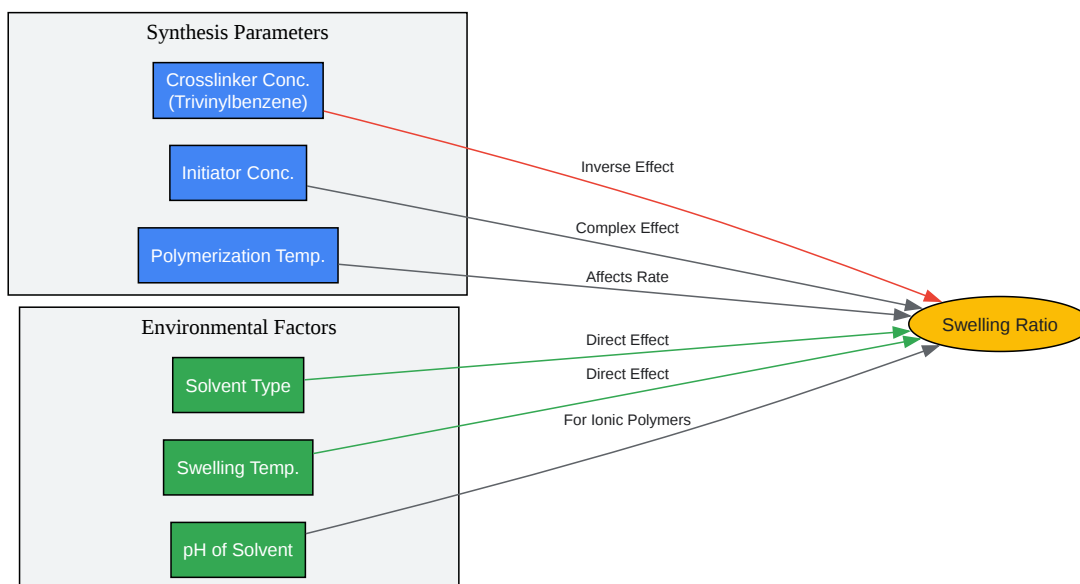 Synthesis Parameters
Crosslinker Conc.
(Trivinylbenzene)
Initiator Conc.
Polymerization Temp.
Inverse Effect
Complex Effect
Affects Rate
Environmental Factors
Solvent Type
Swelling Temp.
pH of Solvent
Direct Effect
Direct Effect
For Ionic Polymers
Swelling Ratio